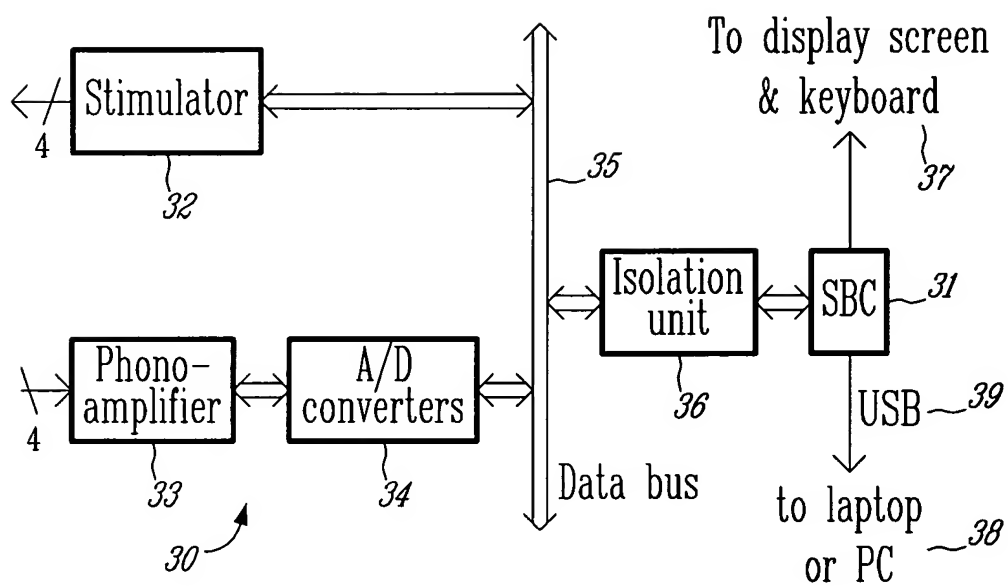 To display screen
& keyboard
37
Stimulator
4
32
35
Isolation
unit
36
SBC
31
Phono-
amplifier
33
4
A/D
converters
34
USB
39
Data bus
to laptop
or PC
38
30